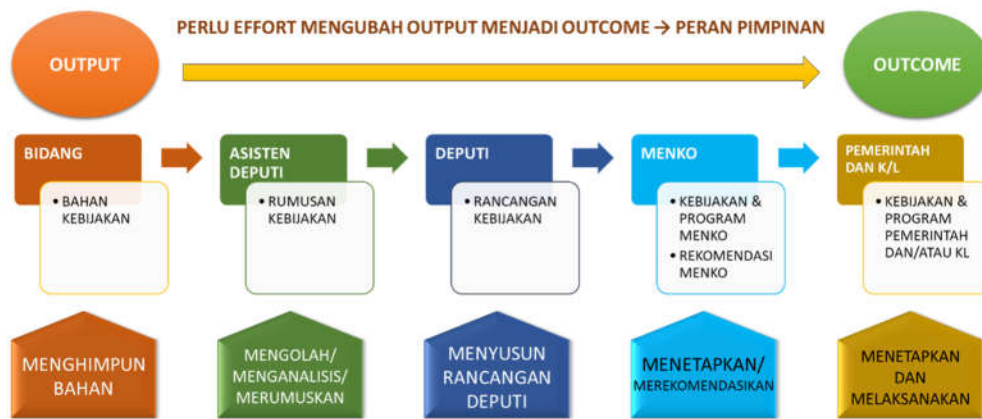 PERLU EFFORT MENGUBAH OUTPUT MENJADI OUTCOME → PERAN PIMPINAN
OUTPUT
OUTCOME
BIDANG
• BAHAN
KEBIJAKAN
ASISTEN
DEPUTI
• RUMUSAN
KEBIJAKAN
DEPUTI
• RANCANGAN
KEBIJAKAN
MENKO
• KEBIJAKAN &
PROGRAM
MENKO
• REKOMENDASI
MENKO
PEMERINTAH
DAN K/L
• KEBIJAKAN &
PROGRAM
PEMERINTAH
DAN/ATAU KL
MENGHIMPUN
BAHAN
MENGOLAH/
MENGANALISIS/
MERUMUSKAN
MENYUSUN
RANCANGAN
DEPUTI
MENETAPKAN/
MEREKOMENDASIKAN
MENETAPKAN
DAN
MELAKSANAKAN